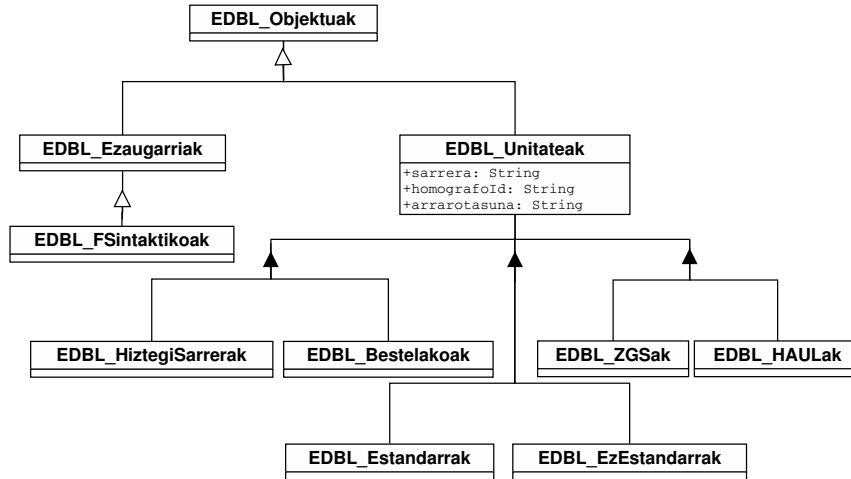 EDBL_Objektuak
EDBL_Ezaugarriak
EDBL_Unitateak
+sarrera: String
+homografoId: String
+arrarotasuna: String
EDBL_FSintaktikoak
EDBL_HiztegiSarrerak
EDBL_Bestelakoak
EDBL_ZGSak
EDBL_HAULak
EDBL_Estandarrak
EDBL_EzEstandarrak